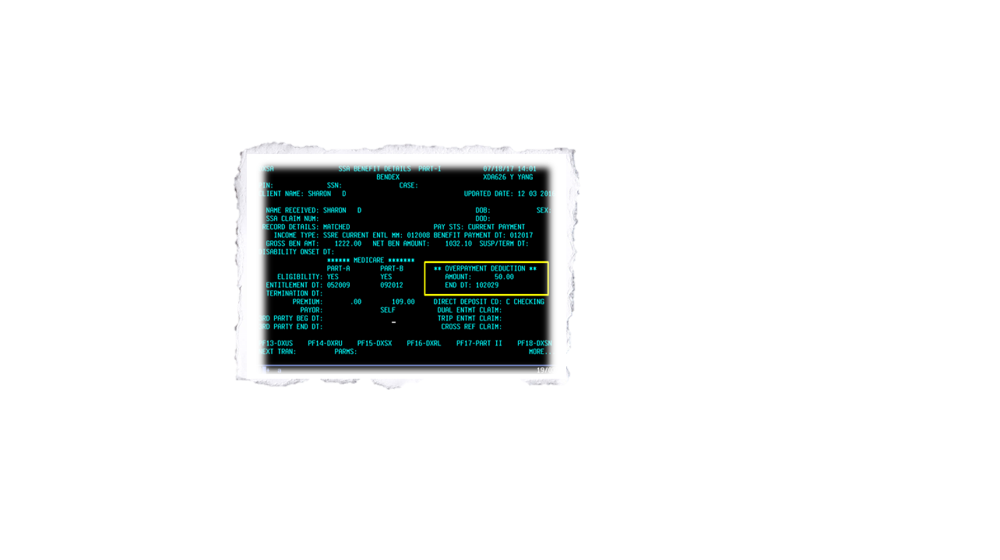 SSA BENEFIT DETAILS PART-I 07/18/17 14:01
BENDEX XDA626 Y YANG
IN: SSN: CASE:
LIENT NAME: SHARON D UPDATED DATE: 12 03 201
NAME RECEIVED: SHARON D DOB: SEX:
SSA CLAIM NUM: DOD:
RECORD DETAILS: MATCHED PAY STS: CURRENT PAYMENT
INCOME TYPE: SSRE CURRENT ENTL MM: 012008 BENEFIT PAYMENT DT: 012017
GROSS BEN AMT: 1222.00 NET BEN AMOUNT: 1032.10 SUSP/TERM DT:
ISABILITY ONSET DT:
****** MEDICARE *******
PART-A PART-B ** OVERPAYMENT DEDUCTION **
ELIGIBILITY: YES YES AMOUNT: 50.00
ENTITLEMENT DT: 052009 092012 END DT: 102029
TERMINATION DT:
PREMIUM: .00 109.00 DIRECT DEPOSIT CD: C CHECKING
PAYOR: SELF DUAL ENTMT CLAIM:
RD PARTY BEG DT: TRIP ENTMT CLAIM:
RD PARTY END DT: CROSS REF CLAIM:
PF13-DXUS PF14-DXRU PF15-DXSX PF16-DXRL PF17-PART II PF18-DXSN
EXT TRAN: PARMS: MORE..
19/0